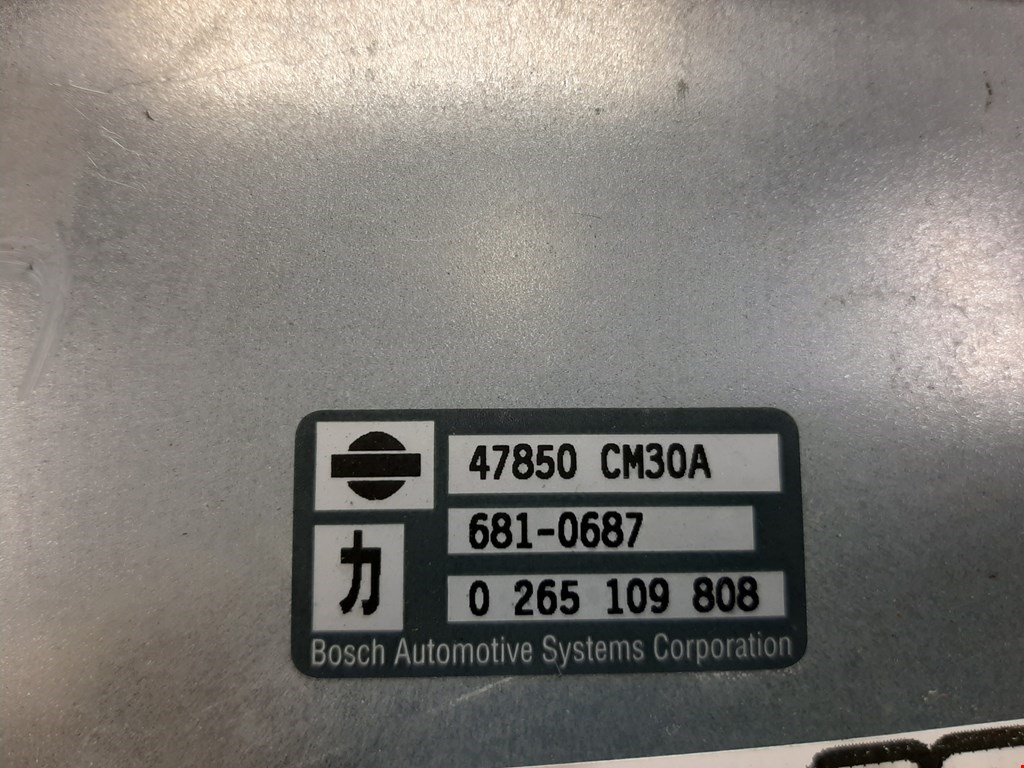 47850 CM30A
681-0687
力
0 265 109 808
Bosch Automotive Systems Corporation